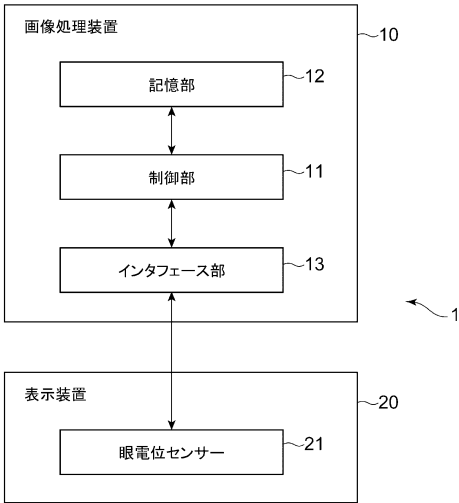 画像処理装置
10
記憶部
12
制御部
11
インタフェース部
13
1
表示装置
20
眼電位センサー
21